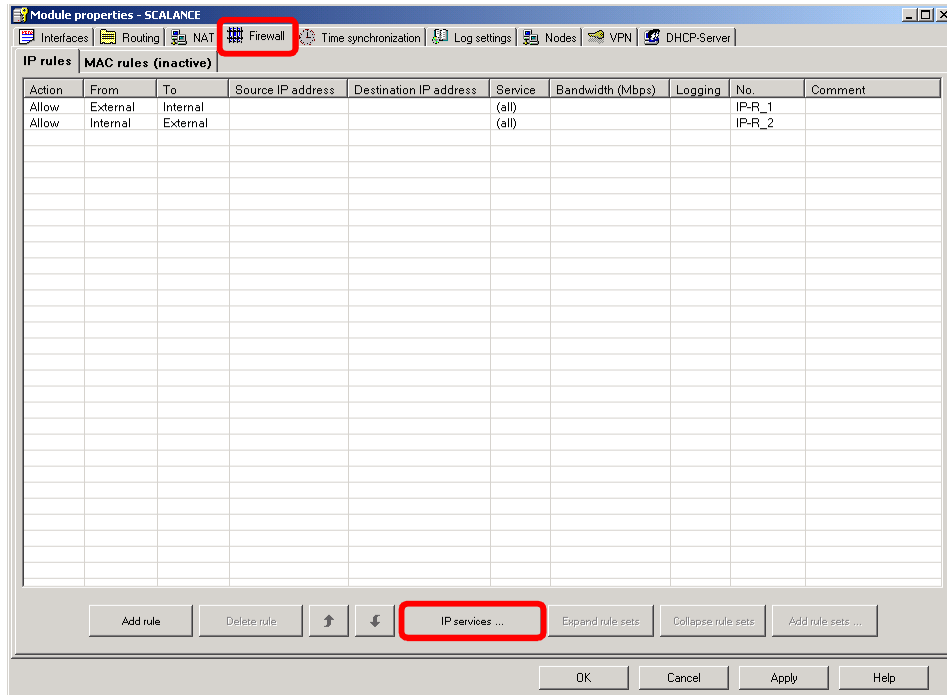 Module properties - SCALANCE
Interfaces Routing NAT Firewall Time synchronization Log settings Nodes VPN DHCP-Server
IP rules MAC rules (inactive)
Action From To Source IP address Destination IP address Service Bandwidth (Mbps) Logging No. Comment
Allow External Internal (all) IP-R_1
Allow Internal External (all) IP-R_2
Add rule Delete rule IP services ... Expand rule sets Collapse rule sets Add rule sets ...
OK Cancel Apply Help